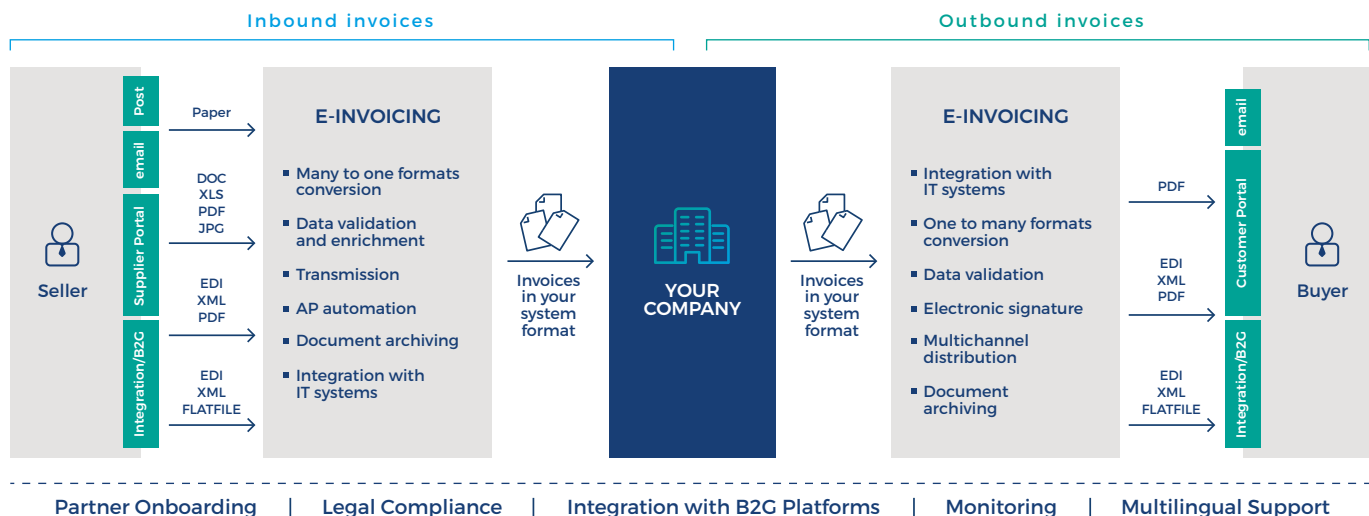 Inbound invoices
Outbound invoices
Seller
Post
email
Supplier Portal
Integration/B2G
Paper
DOC
XLS
PDF
JPG
EDI
XML
PDF
EDI
XML
FLATFILE
E-INVOICING
Many to one formats
conversion
Data validation
and enrichment
Transmission
AP automation
Document archiving
Integration with
IT systems
Invoices
in your
system
format
YOUR
COMPANY
Invoices
in your
system
format
E-INVOICING
Integration with
IT systems
One to many formats
conversion
Data validation
Electronic signature
Multichannel
distribution
Document
archiving
PDF
EDI
XML
PDF
EDI
XML
FLATFILE
email
Customer Portal
Integration/B2G
Buyer
Partner Onboarding | Legal Compliance | Integration with B2G Platforms | Monitoring | Multilingual Support